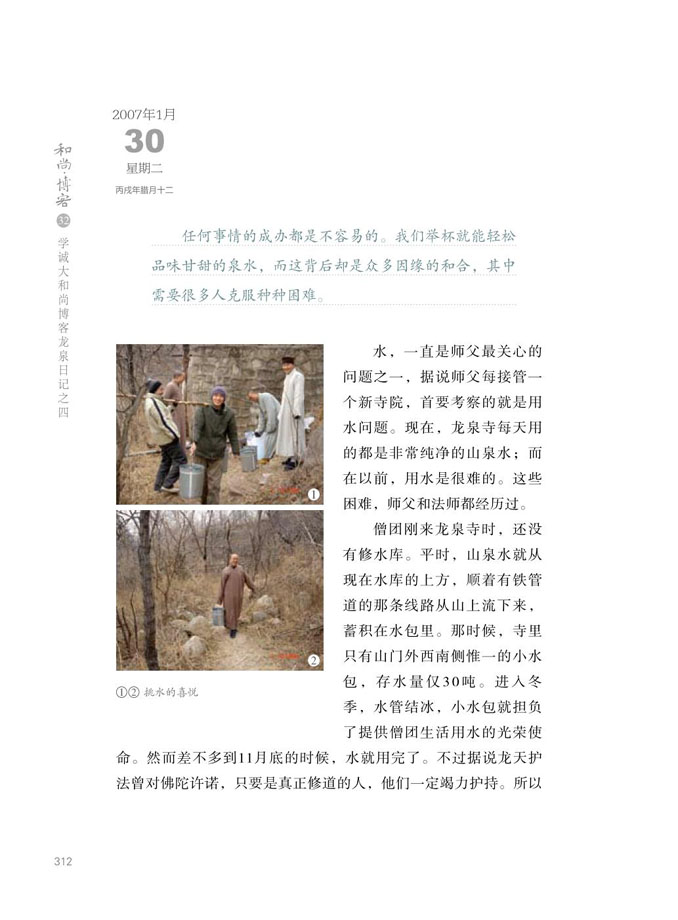 2007年1月
30
星期二
丙戌年腊月十二
和尚·博客 32 学诚大和尚博客龙泉日记之四
任何事情的成办都是不容易的。我们举杯就能轻松
品味甘甜的泉水，而这背后却是众多因缘的和合，其中
需要很多人克服种种困难。
①
②
①② 挑水的喜悦
水，一直是师父最关心的
问题之一，据说师父每接管一
个新寺院，首要考察的就是用
水问题。现在，龙泉寺每天用
的都是非常纯净的山泉水；而
在以前，用水是很难的。这些
困难，师父和法师都经历过。
僧团刚来龙泉寺时，还没
有修水库。平时，山泉水就从
现在水库的上方，顺着有铁管
道的那条线路从山上流下来，
蓄积在水包里。那时候，寺里
只有山门外西南侧惟一的小水
包，存水量仅30吨。进入冬
季，水管结冰，小水包就担负
了提供僧团生活用水的光荣使
命。然而差不多到11月底的时候，水就用完了。不过据说龙天护
法曾对佛陀许诺，只要是真正修道的人，他们一定竭力护持。所以
312